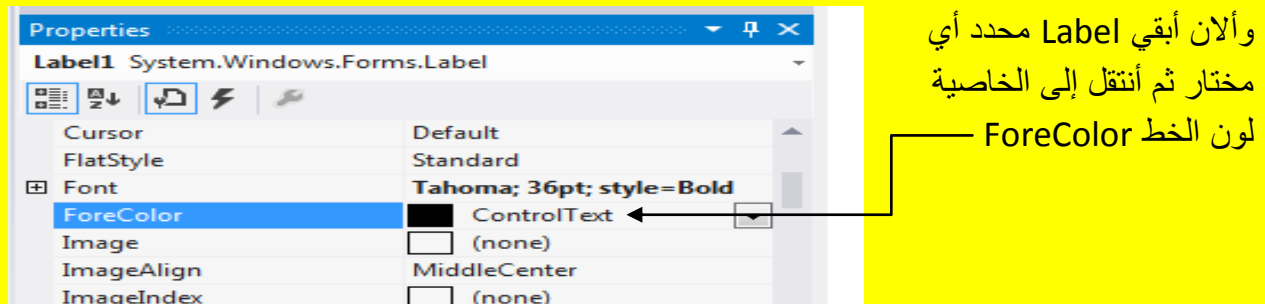 وألان أبقي Label محدد أي
مختار ثم أنتقل إلى الخاصية
لون الخط ForeColor
Properties
Label1 System.Windows.Forms.Label
Cursor Default
FlatStyle Standard
Font Tahoma; 36pt; style=Bold
ForeColor ControlText
Image (none)
ImageAlign MiddleCenter
ImageIndex (none)